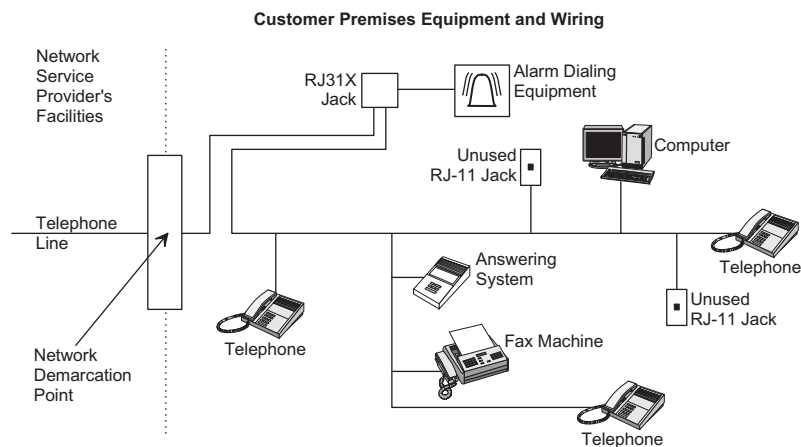 Customer Premises Equipment and Wiring
Network
Service
Provider's
Facilities
RJ31X
Jack
Alarm Dialing
Equipment
Unused
RJ-11 Jack
Computer
Telephone
Line
Telephone
Answering
System
Unused
RJ-11 Jack
Telephone
Fax Machine
Network
Demarcation
Point
Telephone